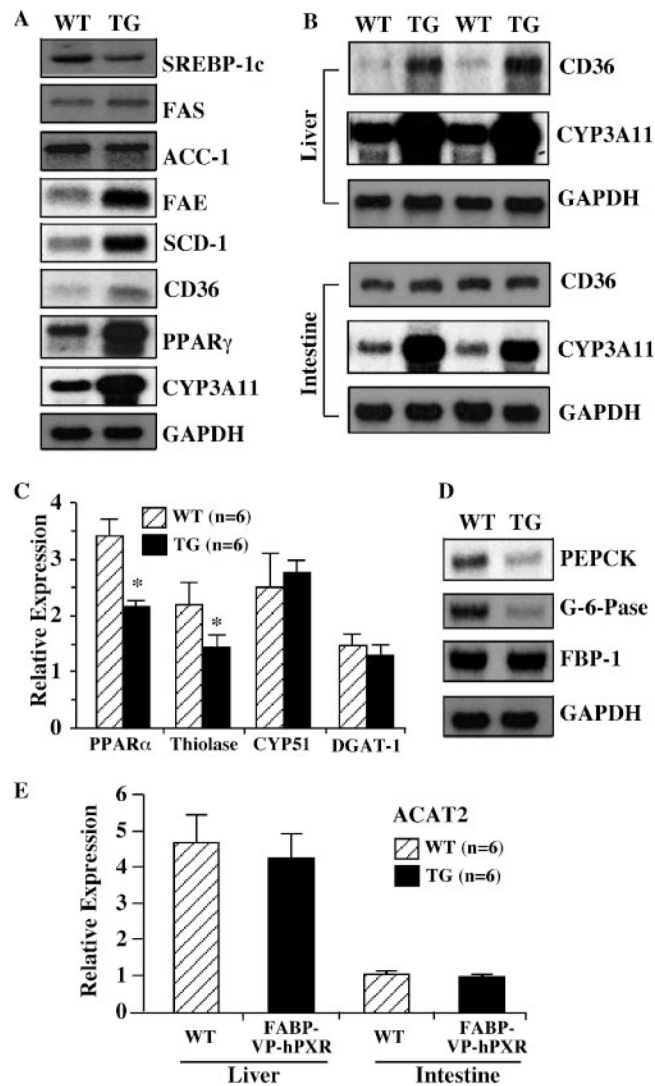 A
WT TG
SREBP-1c
FAS
ACC-1
FAE
SCD-1
CD36
PPARγ
CYP3A11
GAPDH
B
WT TG WT TG
Liver
CD36
CYP3A11
GAPDH
Intestine
CD36
CYP3A11
GAPDH
C
Relative Expression
4
3
2
1
0
WT (n=6)
TG (n=6)
* *
PPARα Thiolase CYP51 DGAT-1
D
WT TG
PEPCK
G-6-Pase
FBP-1
GAPDH
E
Relative Expression
6
5
4
3
2
1
0
ACAT2
WT (n=6)
TG (n=6)
WT FABP-VP-hPXR WT FABP-VP-hPXR
Liver Intestine